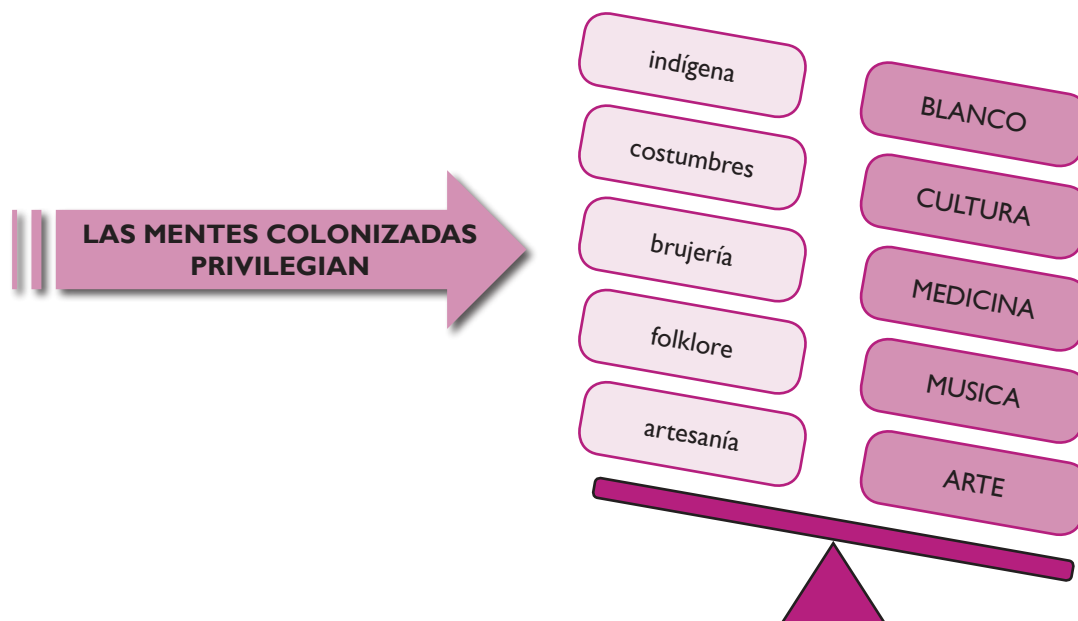 LAS MENTES COLONIZADAS
PRIVILEGIAN
indígena
costumbres
brujería
folklore
artesanía
BLANCO
CULTURA
MEDICINA
MUSICA
ARTE